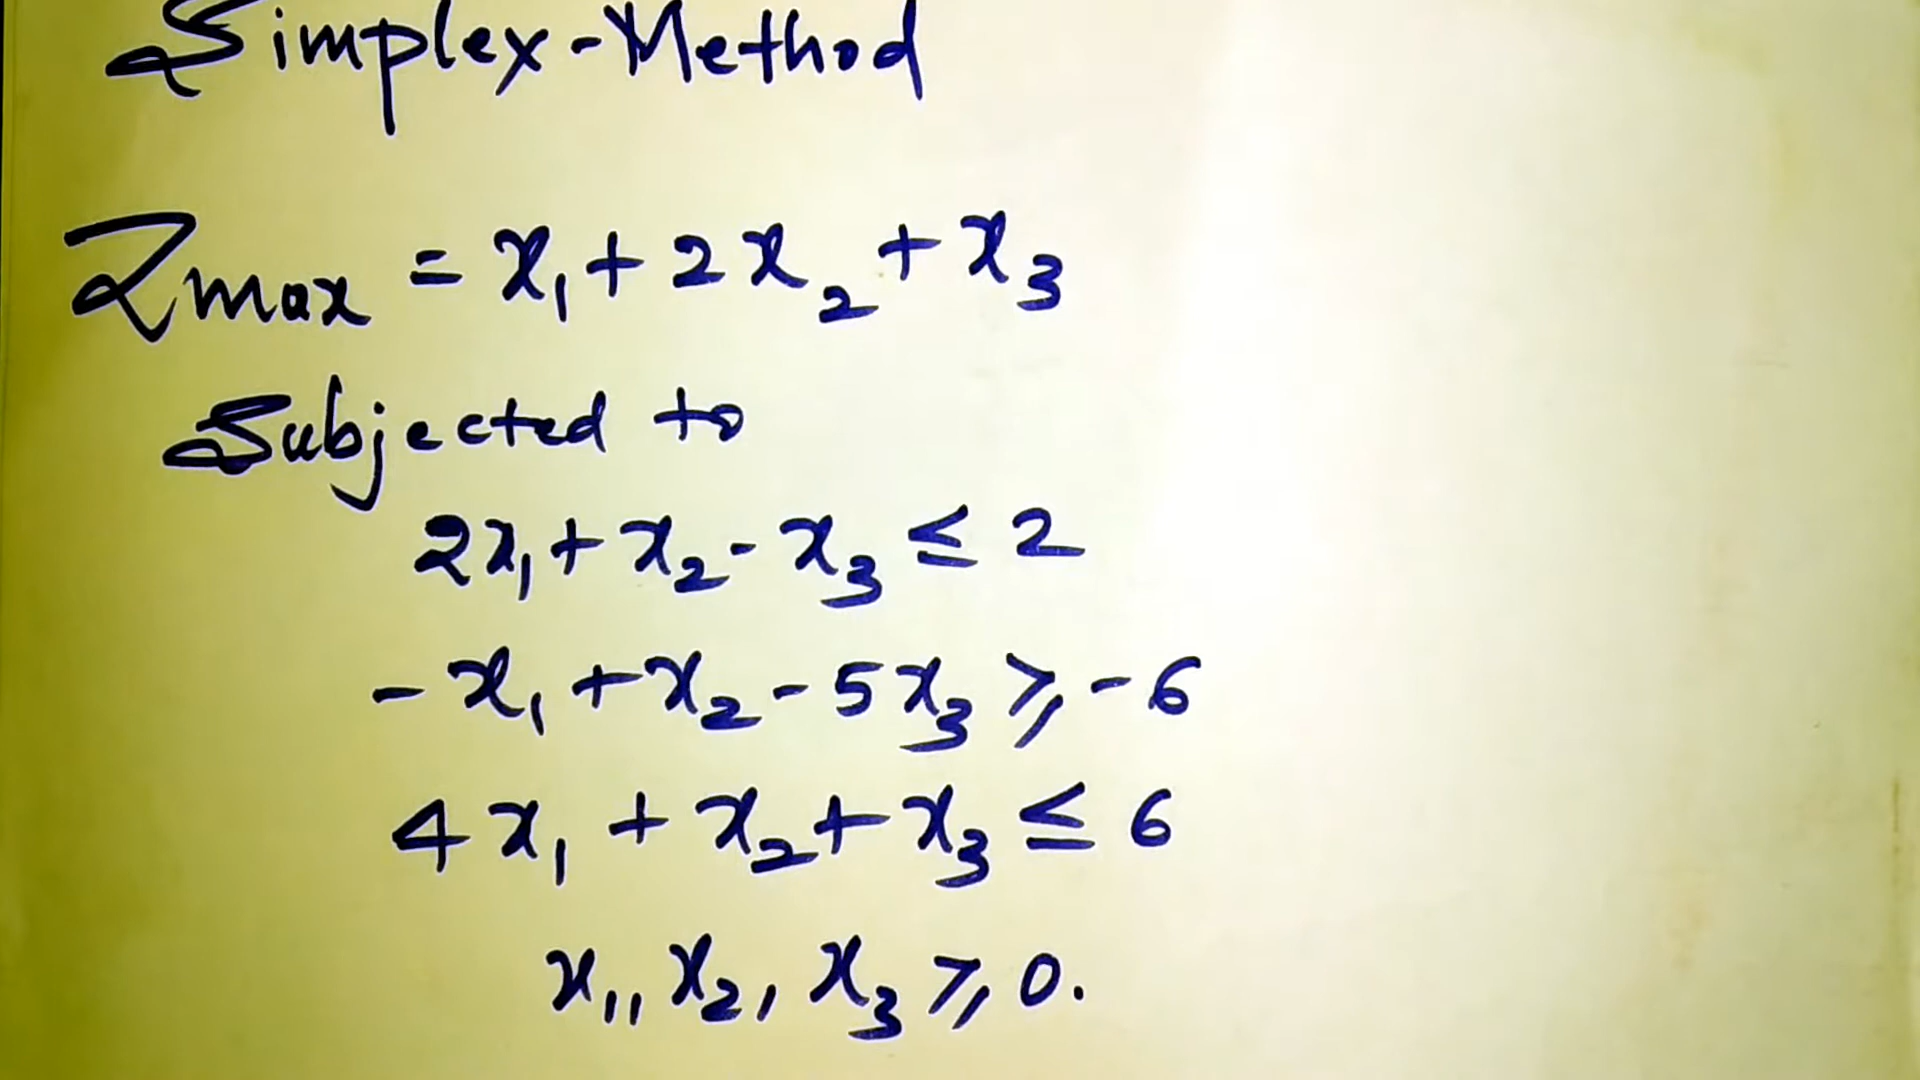 Simplex-Method
Zmax = x₁ + 2x₂ + x₃
Subjected to
2x₁ + x₂ - x₃ ≤ 2
-x₁ + x₂ - 5x₃ ≥ -6
4x₁ + x₂ + x₃ ≤ 6
x₁, x₂, x₃ ≥ 0.